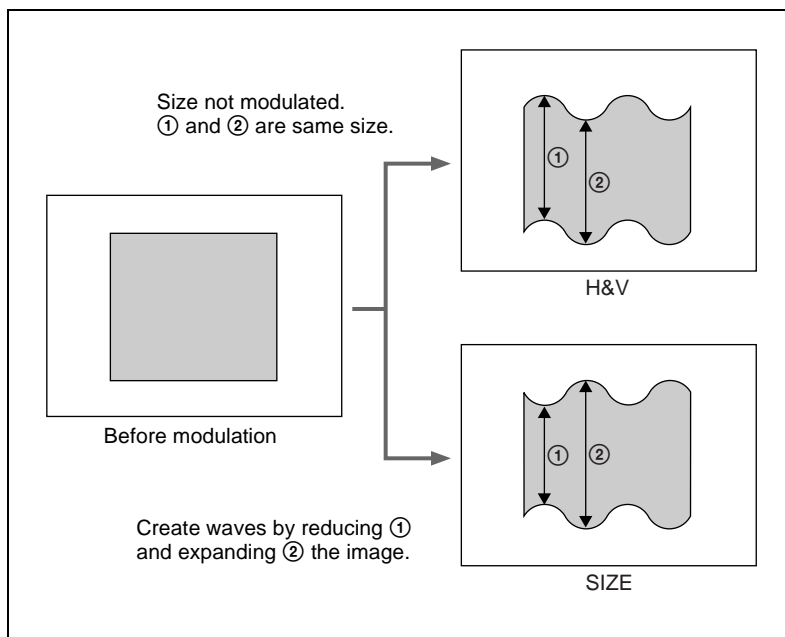 Size not modulated.
① and ② are same size.
①
②
H&V
Before modulation
①
②
Create waves by reducing ①
and expanding ② the image.
SIZE